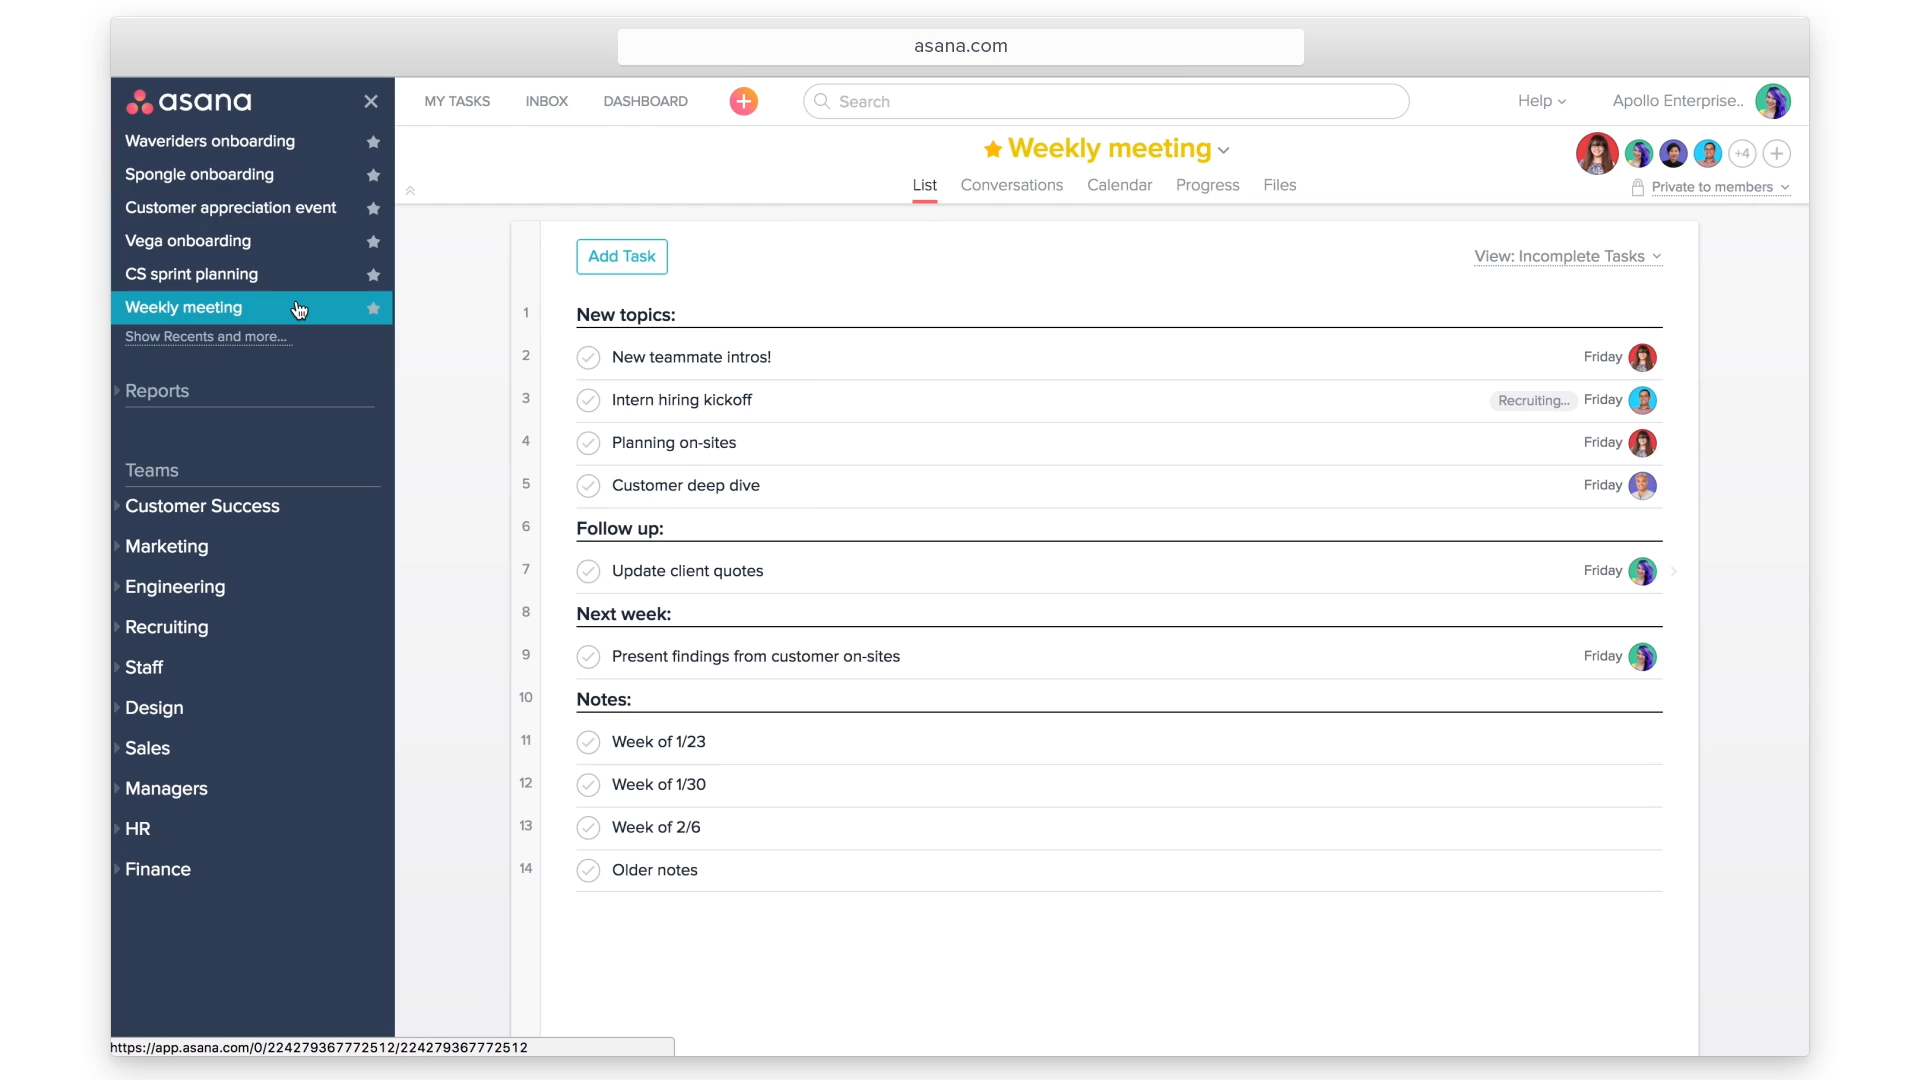 asana.com
asana
MY TASKS
INBOX
DASHBOARD
Search
Help
Apollo Enterprise..
Waveriders onboarding
Spongle onboarding
Customer appreciation event
Vega onboarding
CS sprint planning
Weekly meeting
Show Recents and more...
Reports
Teams
Customer Success
Marketing
Engineering
Recruiting
Staff
Design
Sales
Managers
HR
Finance
Weekly meeting
+4
List
Conversations
Calendar
Progress
Files
Private to members
Add Task
View: Incomplete Tasks
1 New topics:
2 New teammate intros! Friday
3 Intern hiring kickoff Recruiting... Friday
4 Planning on-sites Friday
5 Customer deep dive Friday
6 Follow up:
7 Update client quotes Friday
8 Next week:
9 Present findings from customer on-sites Friday
10 Notes:
11 Week of 1/23
12 Week of 1/30
13 Week of 2/6
14 Older notes
https://app.asana.com/0/224279367772512/224279367772512